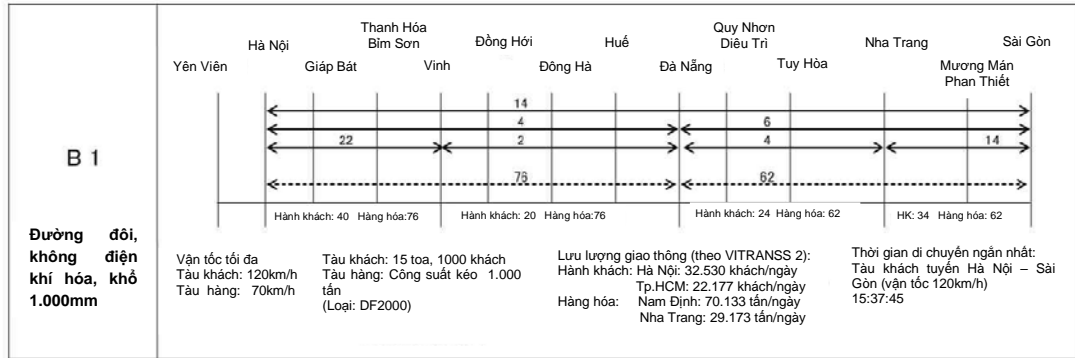 Thanh Hóa
Bỉm Sơn
Quy Nhơn
Diêu Trì
Hà Nội
Đồng Hới
Huế
Nha Trang
Sài Gòn
Yên Viên
Giáp Bát
Vinh
Đông Hà
Đà Nẵng
Tuy Hòa
Mương Mán
Phan Thiết
14
4
6
22
2
4
14
76
62
Hành khách: 40 Hàng hóa:76
Hành khách: 20 Hàng hóa:76
Hành khách: 24 Hàng hóa: 62
HK: 34 Hàng hóa: 62
B 1
Đường đôi,
không điện
khí hóa, khổ
1.000mm
Vận tốc tối đa
Tàu khách: 120km/h
Tàu hàng: 70km/h
Tàu khách: 15 toa, 1000 khách
Tàu hàng: Công suất kéo 1.000
tấn
(Loại: DF2000)
Lưu lượng giao thông (theo VITRANSS 2):
Hành khách: Hà Nội: 32.530 khách/ngày
Tp.HCM: 22.177 khách/ngày
Hàng hóa: Nam Định: 70.133 tấn/ngày
Nha Trang: 29.173 tấn/ngày
Thời gian di chuyển ngắn nhất:
Tàu khách tuyến Hà Nội – Sài
Gòn (vận tốc 120km/h)
15:37:45